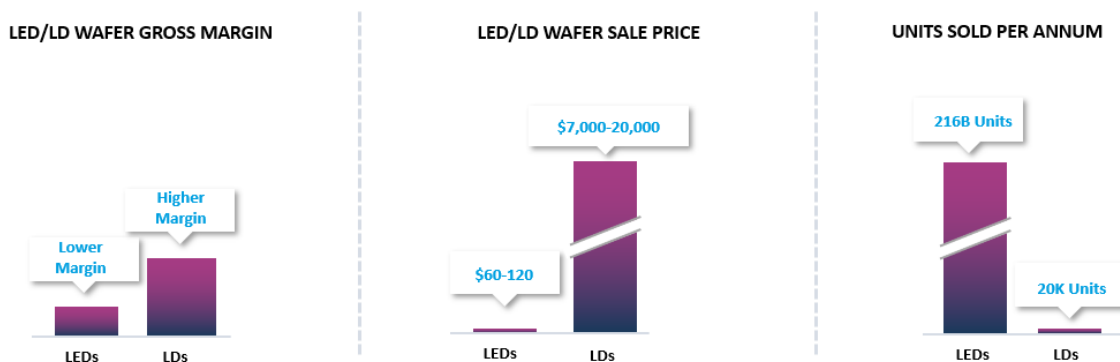 LED/LD WAFER GROSS MARGIN
Lower
Margin
Higher
Margin
LEDs
LDs
LED/LD WAFER SALE PRICE
$60-120
$7,000-20,000
LEDs
LDs
UNITS SOLD PER ANNUM
216B Units
20K Units
LEDs
LDs